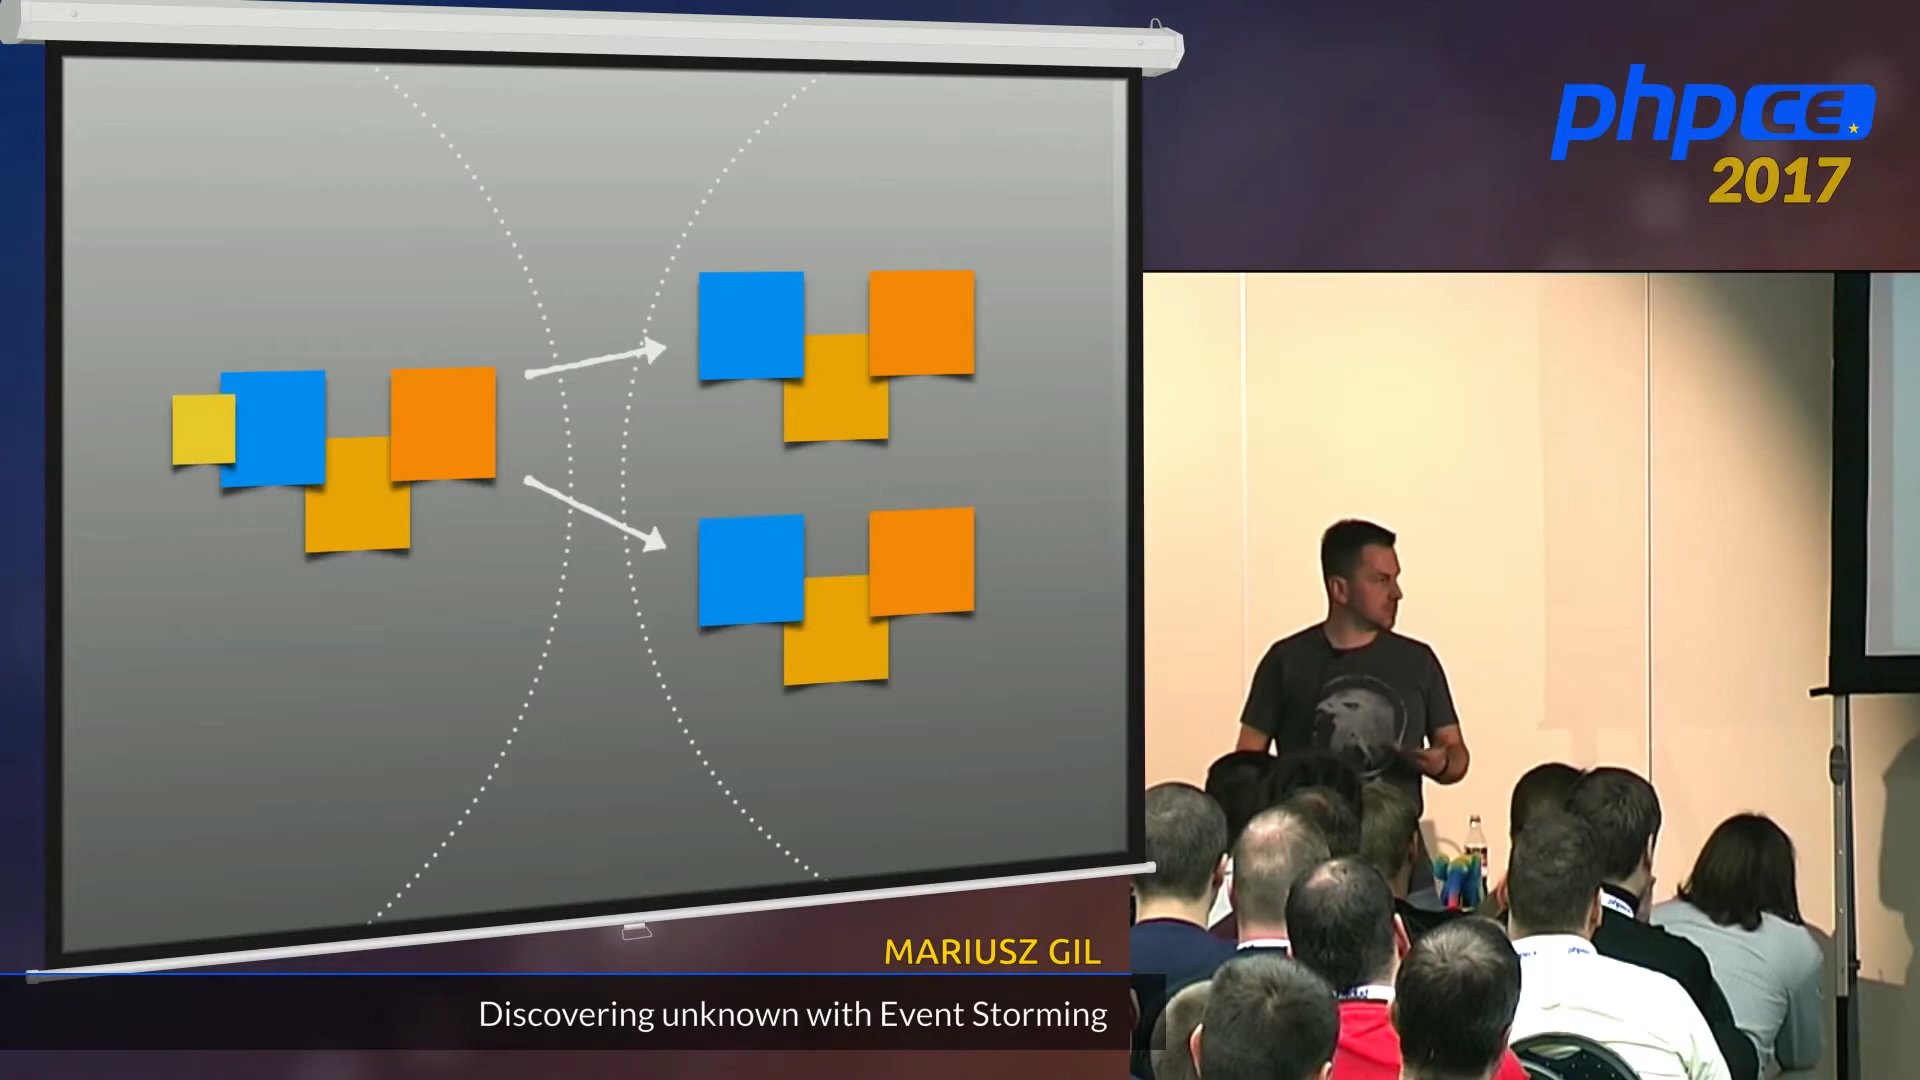 phpCE
2017
MARIUSZ GIL
Discovering unknown with Event Storming